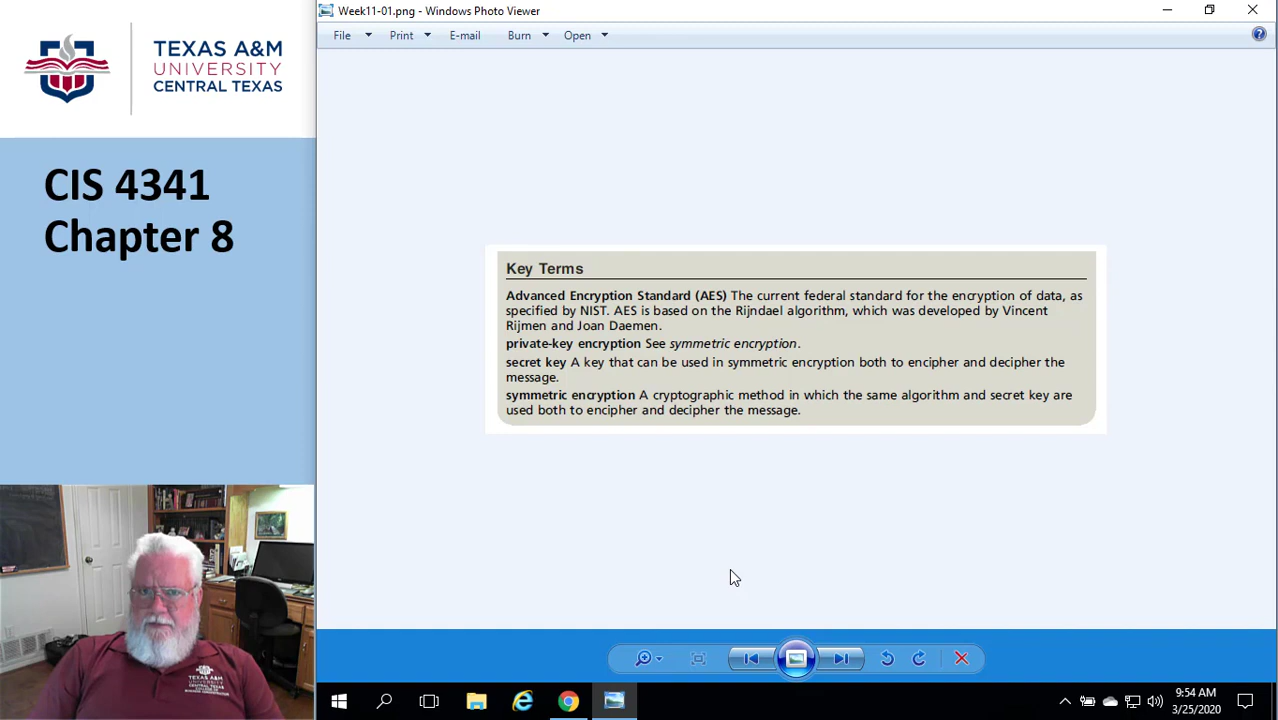 TEXAS A&M
UNIVERSITY
CENTRAL TEXAS
CIS 4341
Chapter 8
Week11-01.png - Windows Photo Viewer
File Print E-mail Burn Open
Key Terms
Advanced Encryption Standard (AES) The current federal standard for the encryption of data, as
specified by NIST. AES is based on the Rijndael algorithm, which was developed by Vincent
Rijmen and Joan Daemen.
private-key encryption See symmetric encryption.
secret key A key that can be used in symmetric encryption both to encipher and decipher the
message.
symmetric encryption A cryptographic method in which the same algorithm and secret key are
used both to encipher and decipher the message.
TEXAS A&M
UNIVERSITY
CENTRAL TEXAS
9:54 AM
3/25/2020